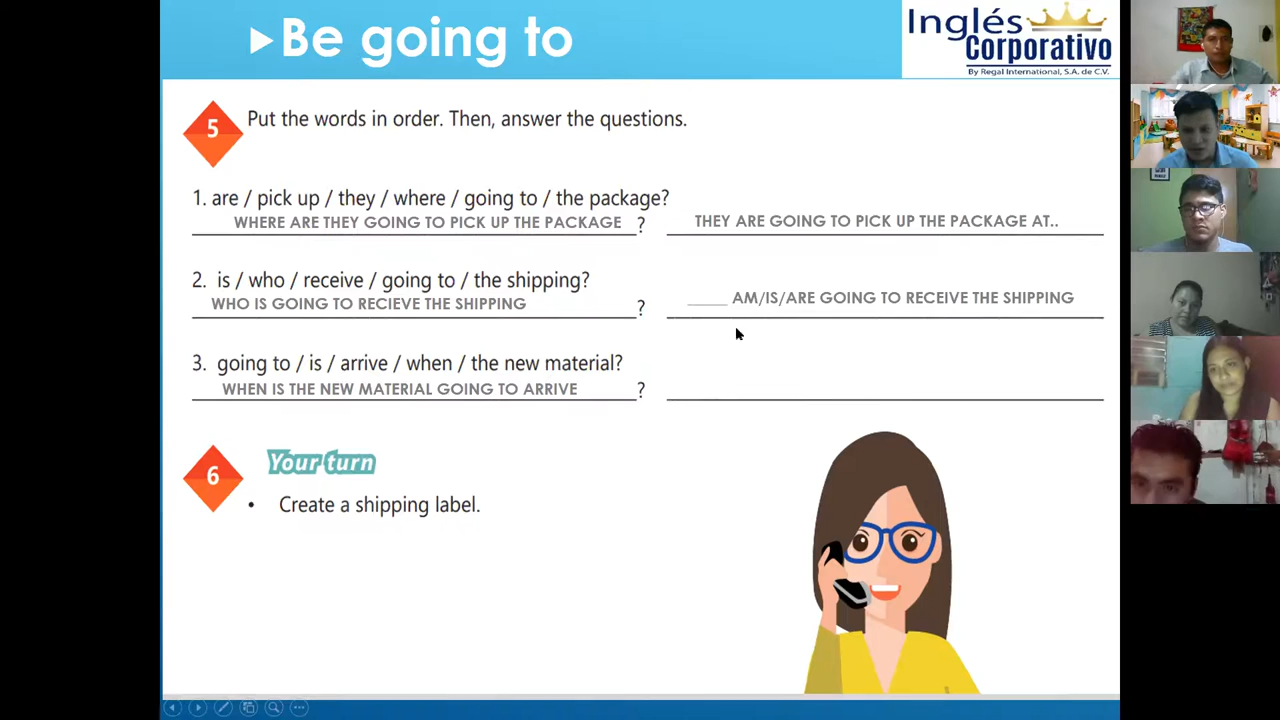 Be going to
Inglés
Corporativo
By Regal International, S.A. de C.V.
5
Put the words in order. Then, answer the questions.
1. are / pick up / they / where / going to / the package?
WHERE ARE THEY GOING TO PICK UP THE PACKAGE ?
THEY ARE GOING TO PICK UP THE PACKAGE AT..
2. is / who / receive / going to / the shipping?
WHO IS GOING TO RECIEVE THE SHIPPING ?
_____ AM/IS/ARE GOING TO RECEIVE THE SHIPPING
3. going to / is / arrive / when / the new material?
WHEN IS THE NEW MATERIAL GOING TO ARRIVE ?
6
Your turn
• Create a shipping label.